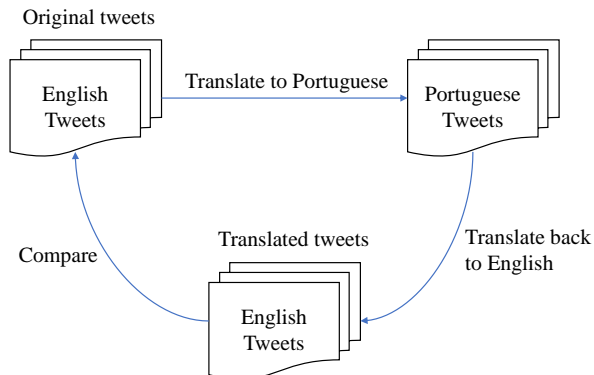 Original tweets
English
Tweets
Translate to Portuguese
Portuguese
Tweets
Translate back
to English
Translated tweets
English
Tweets
Compare